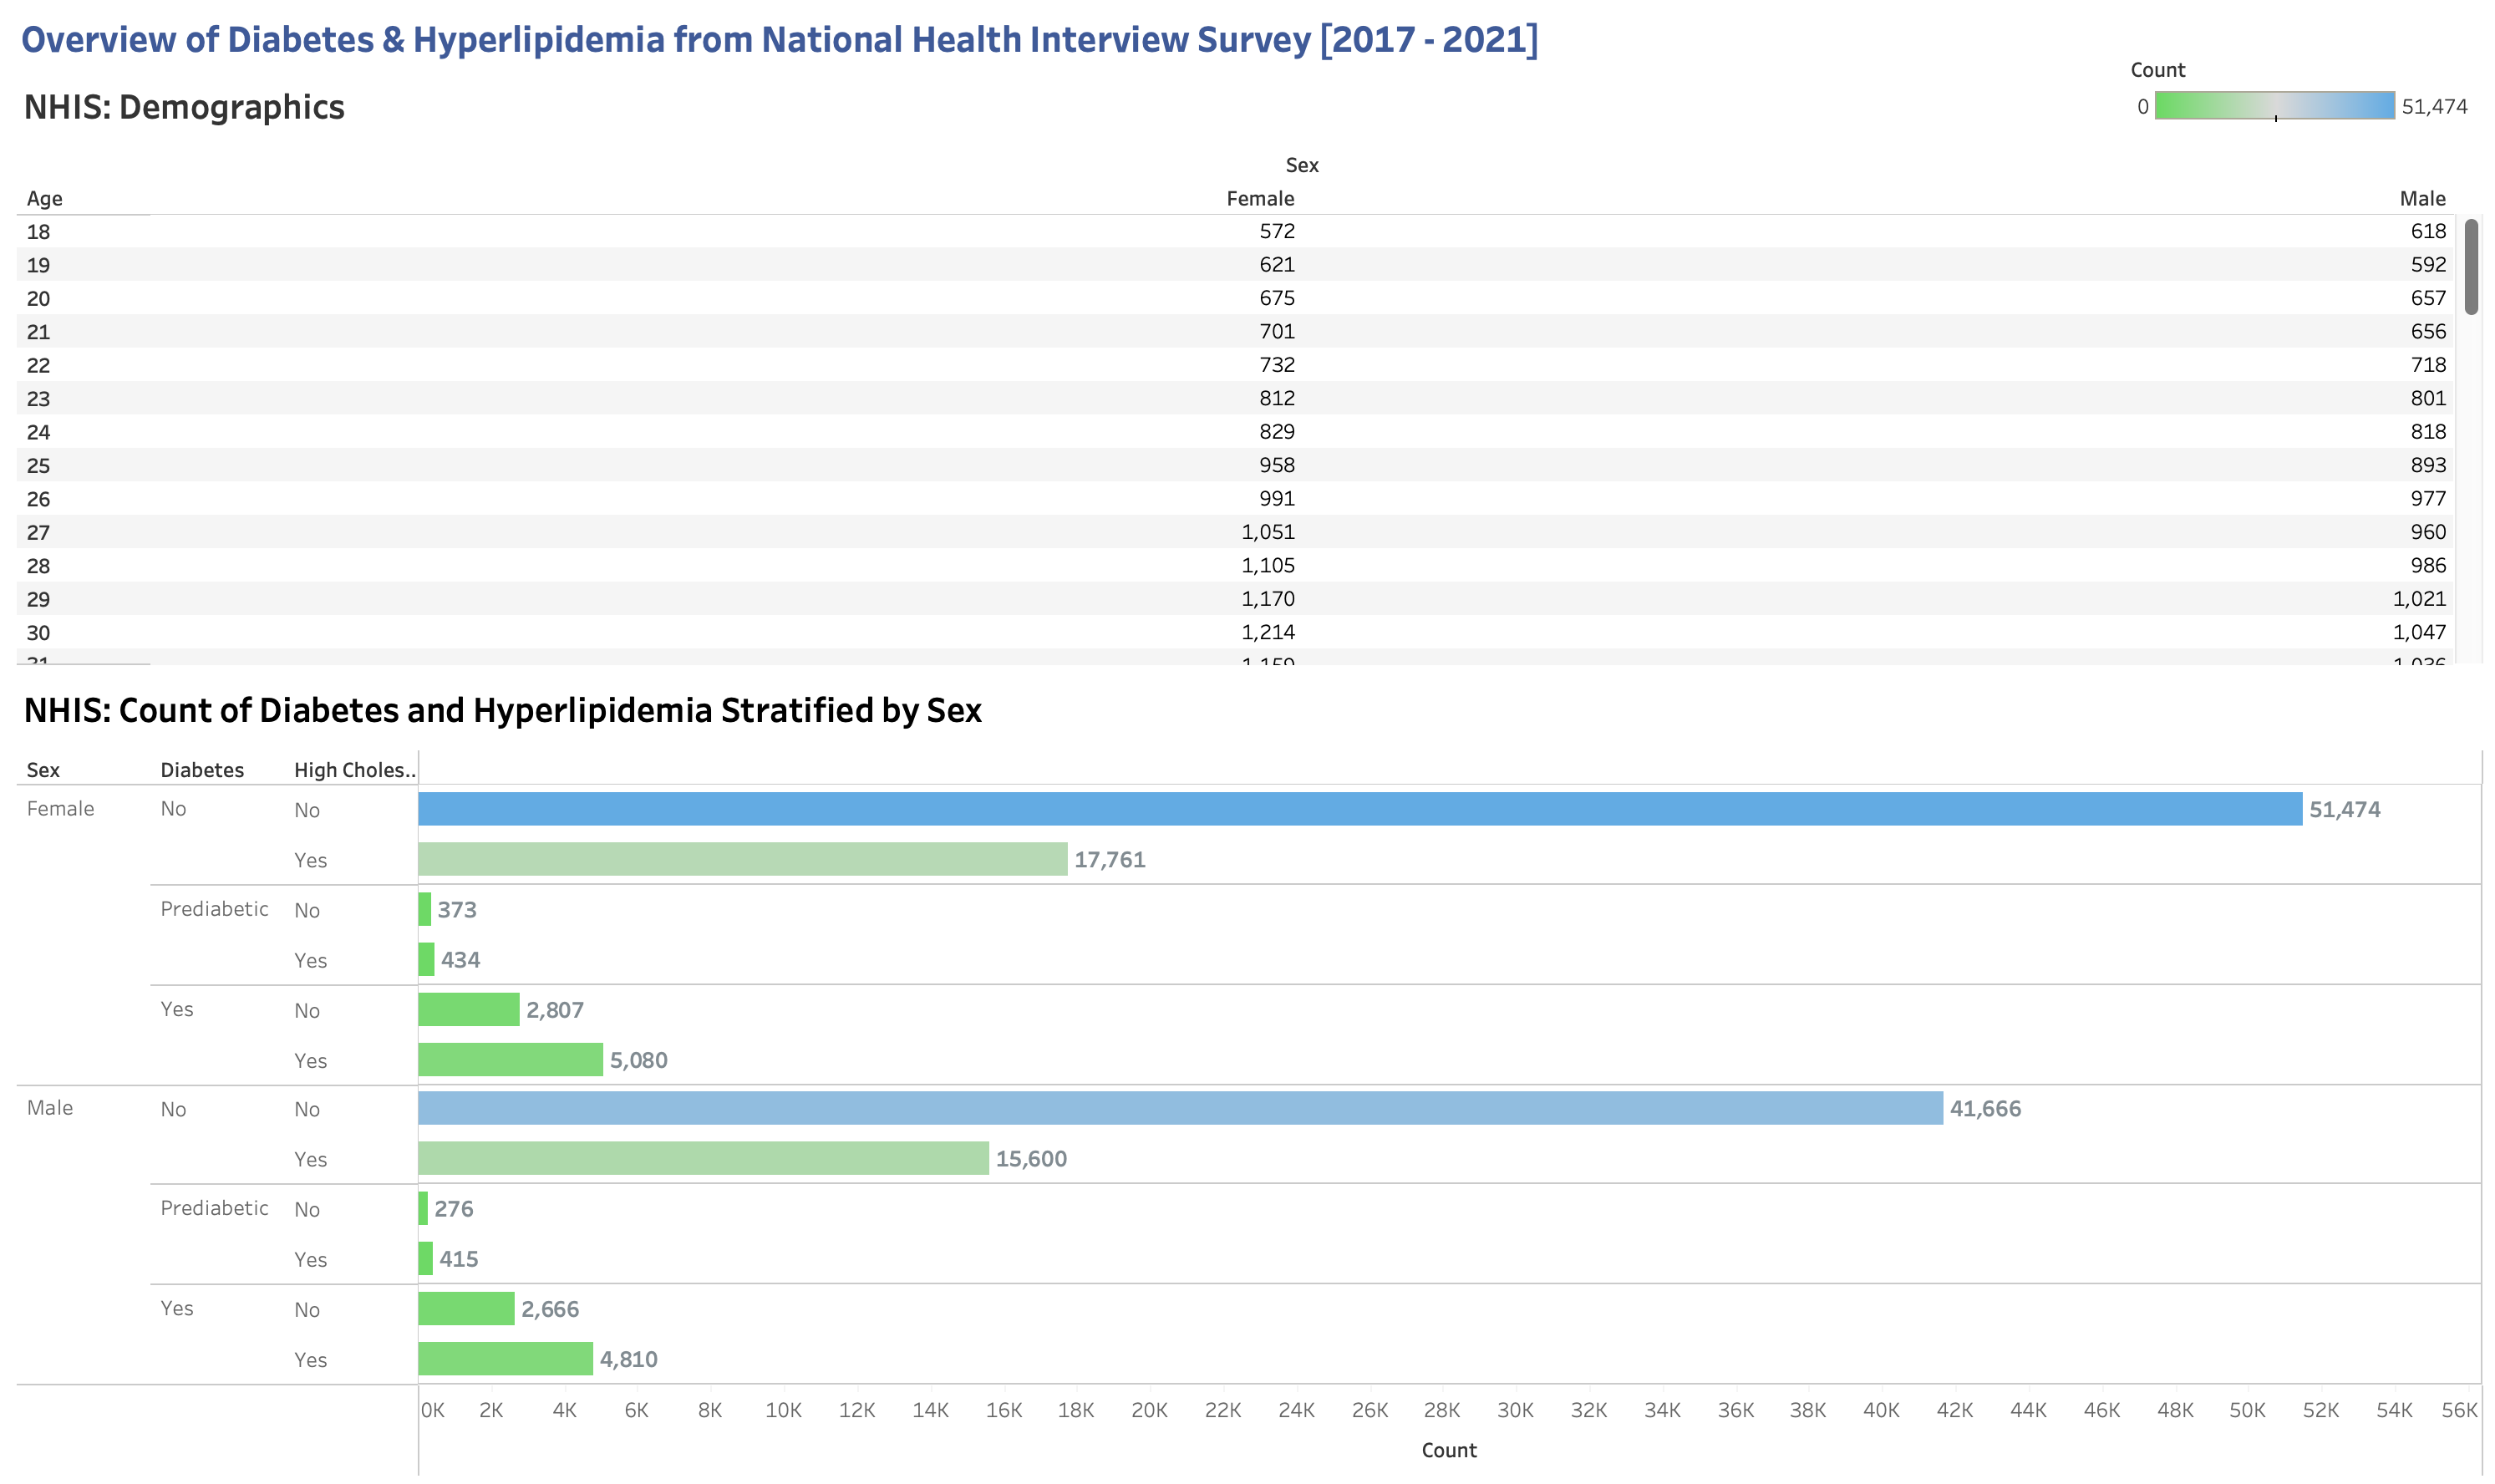 Overview of Diabetes & Hyperlipidemia from National Health Interview Survey [2017 - 2021]
Count
0 51,474
NHIS: Demographics
Sex
Age Female Male
18 572 618
19 621 592
20 675 657
21 701 656
22 732 718
23 812 801
24 829 818
25 958 893
26 991 977
27 1,051 960
28 1,105 986
29 1,170 1,021
30 1,214 1,047
NHIS: Count of Diabetes and Hyperlipidemia Stratified by Sex
Sex Diabetes High Choles..
Female No No 51,474
Yes 17,761
Prediabetic No 373
Yes 434
Yes No 2,807
Yes 5,080
Male No No 41,666
Yes 15,600
Prediabetic No 276
Yes 415
Yes No 2,666
Yes 4,810
0K 2K 4K 6K 8K 10K 12K 14K 16K 18K 20K 22K 24K 26K 28K 30K 32K 34K 36K 38K 40K 42K 44K 46K 48K 50K 52K 54K 56K
Count